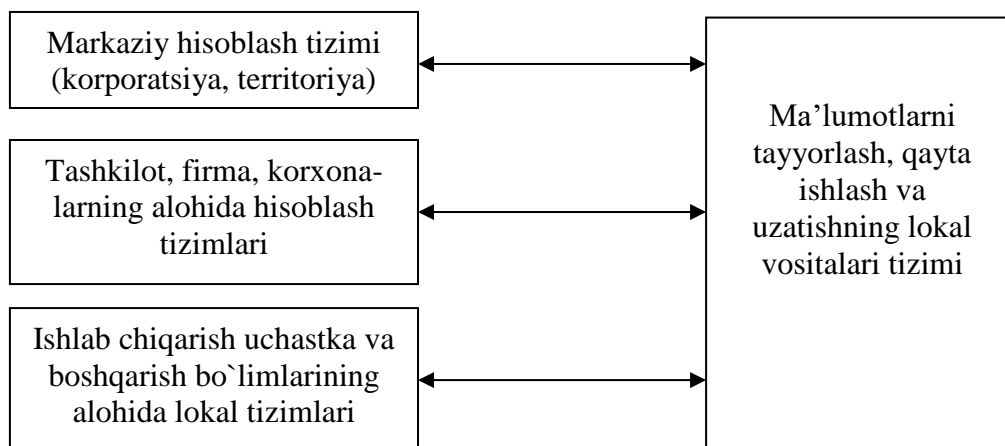 Markaziy hisoblash tizimi
(korporatsiya, territoriya)
Tashkilot, firma, korxona-
larning alohida hisoblash
tizimlari
Ishlab chiqarish uchastka va
boshqarish bo`limlarining
alohida lokal tizimlari
Ma’lumotlarni
tayyorlash, qayta
ishlash va
uzatishning lokal
vositalari tizimi